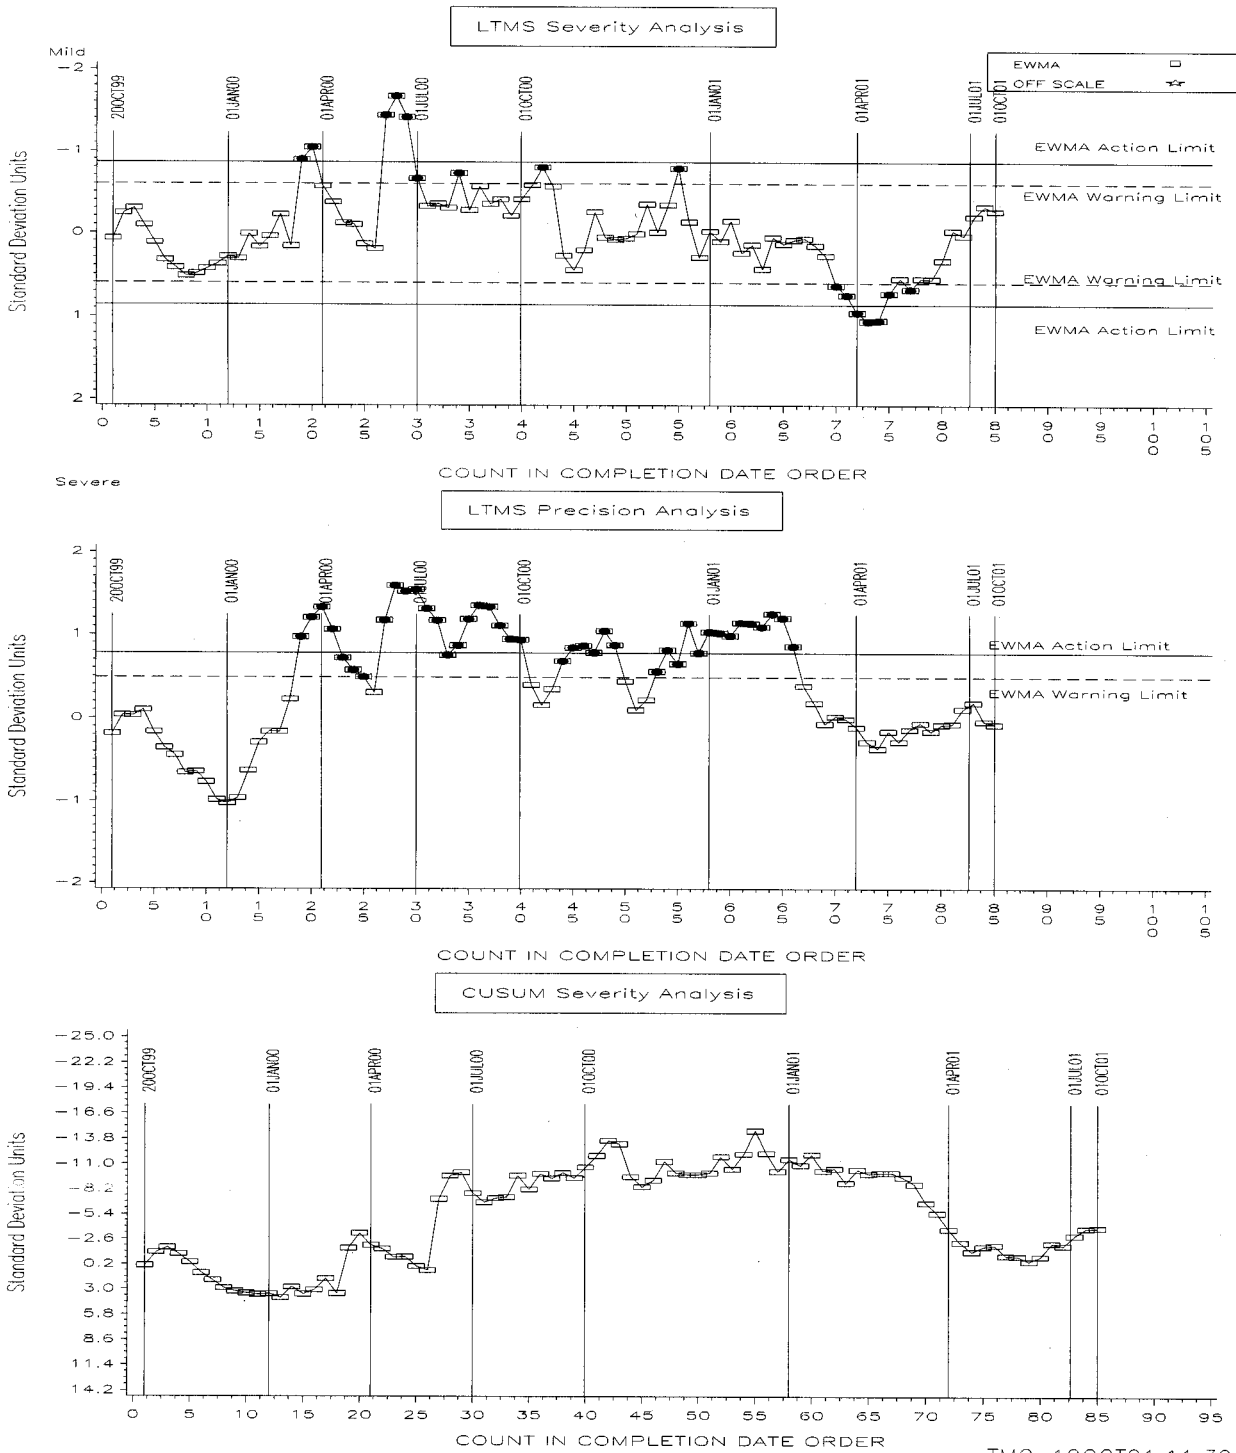 LTMS Severity Analysis
Mild
EWMA
OFF SCALE
Standard Deviation Units
-2
-1
0
1
2
20OCT99
01JAN00
01APR00
01JUL00
01OCT00
01JAN01
01APR01
01JUL01
01OCT01
EWMA Action Limit
EWMA Warning Limit
EWMA Warning Limit
EWMA Action Limit
0 5 10 15 20 25 30 35 40 45 50 55 60 65 70 75 80 85 90 95 100 105
COUNT IN COMPLETION DATE ORDER
Severe
LTMS Precision Analysis
Standard Deviation Units
2
1
0
-1
-2
20OCT99
01JAN00
01APR00
01JUL00
01OCT00
01JAN01
01APR01
01JUL01
01OCT01
EWMA Action Limit
EWMA Warning Limit
0 5 10 15 20 25 30 35 40 45 50 55 60 65 70 75 80 85 90 95 100 105
COUNT IN COMPLETION DATE ORDER
CUSUM Severity Analysis
Standard Deviation Units
-25.0
-22.2
-19.4
-16.6
-13.8
-11.0
-8.2
-5.4
-2.6
0.2
3.0
5.8
8.6
11.4
14.2
20OCT99
01JAN00
01APR00
01JUL00
01OCT00
01JAN01
01APR01
01JUL01
01OCT01
0 5 10 15 20 25 30 35 40 45 50 55 60 65 70 75 80 85 90 95
COUNT IN COMPLETION DATE ORDER